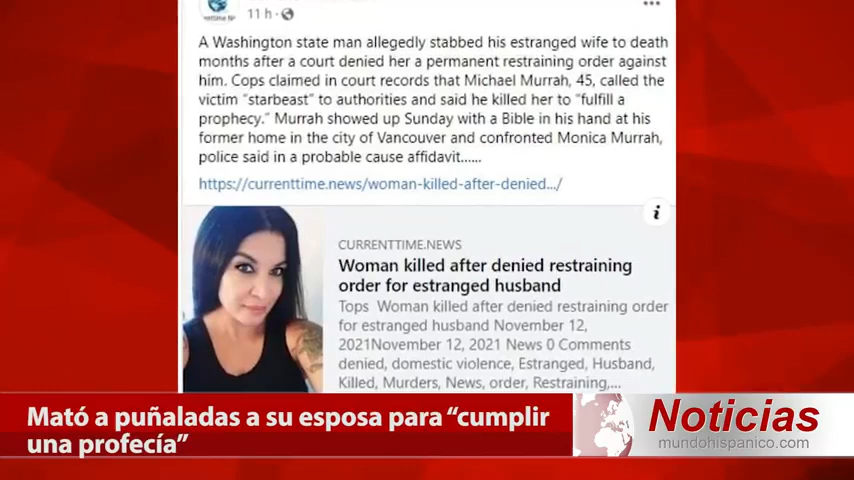 11 h
A Washington state man allegedly stabbed his estranged wife to death
months after a court denied her a permanent restraining order against
him. Cops claimed in court records that Michael Murrah, 45, called the
victim “starbeast” to authorities and said he killed her to “fulfill a
prophecy.” Murrah showed up Sunday with a Bible in his hand at his
former home in the city of Vancouver and confronted Monica Murrah,
police said in a probable cause affidavit......
https://currenttime.news/woman-killed-after-denied.../
CURRENTTIME.NEWS
Woman killed after denied restraining
order for estranged husband
Tops Woman killed after denied restraining order
for estranged husband November 12,
2021November 12, 2021 News 0 Comments
denied, domestic violence, Estranged, Husband,
Killed, Murders, News, order, Restraining,...
Mató a puñaladas a su esposa para “cumplir
una profecía”
Noticias
mundohispanico.com